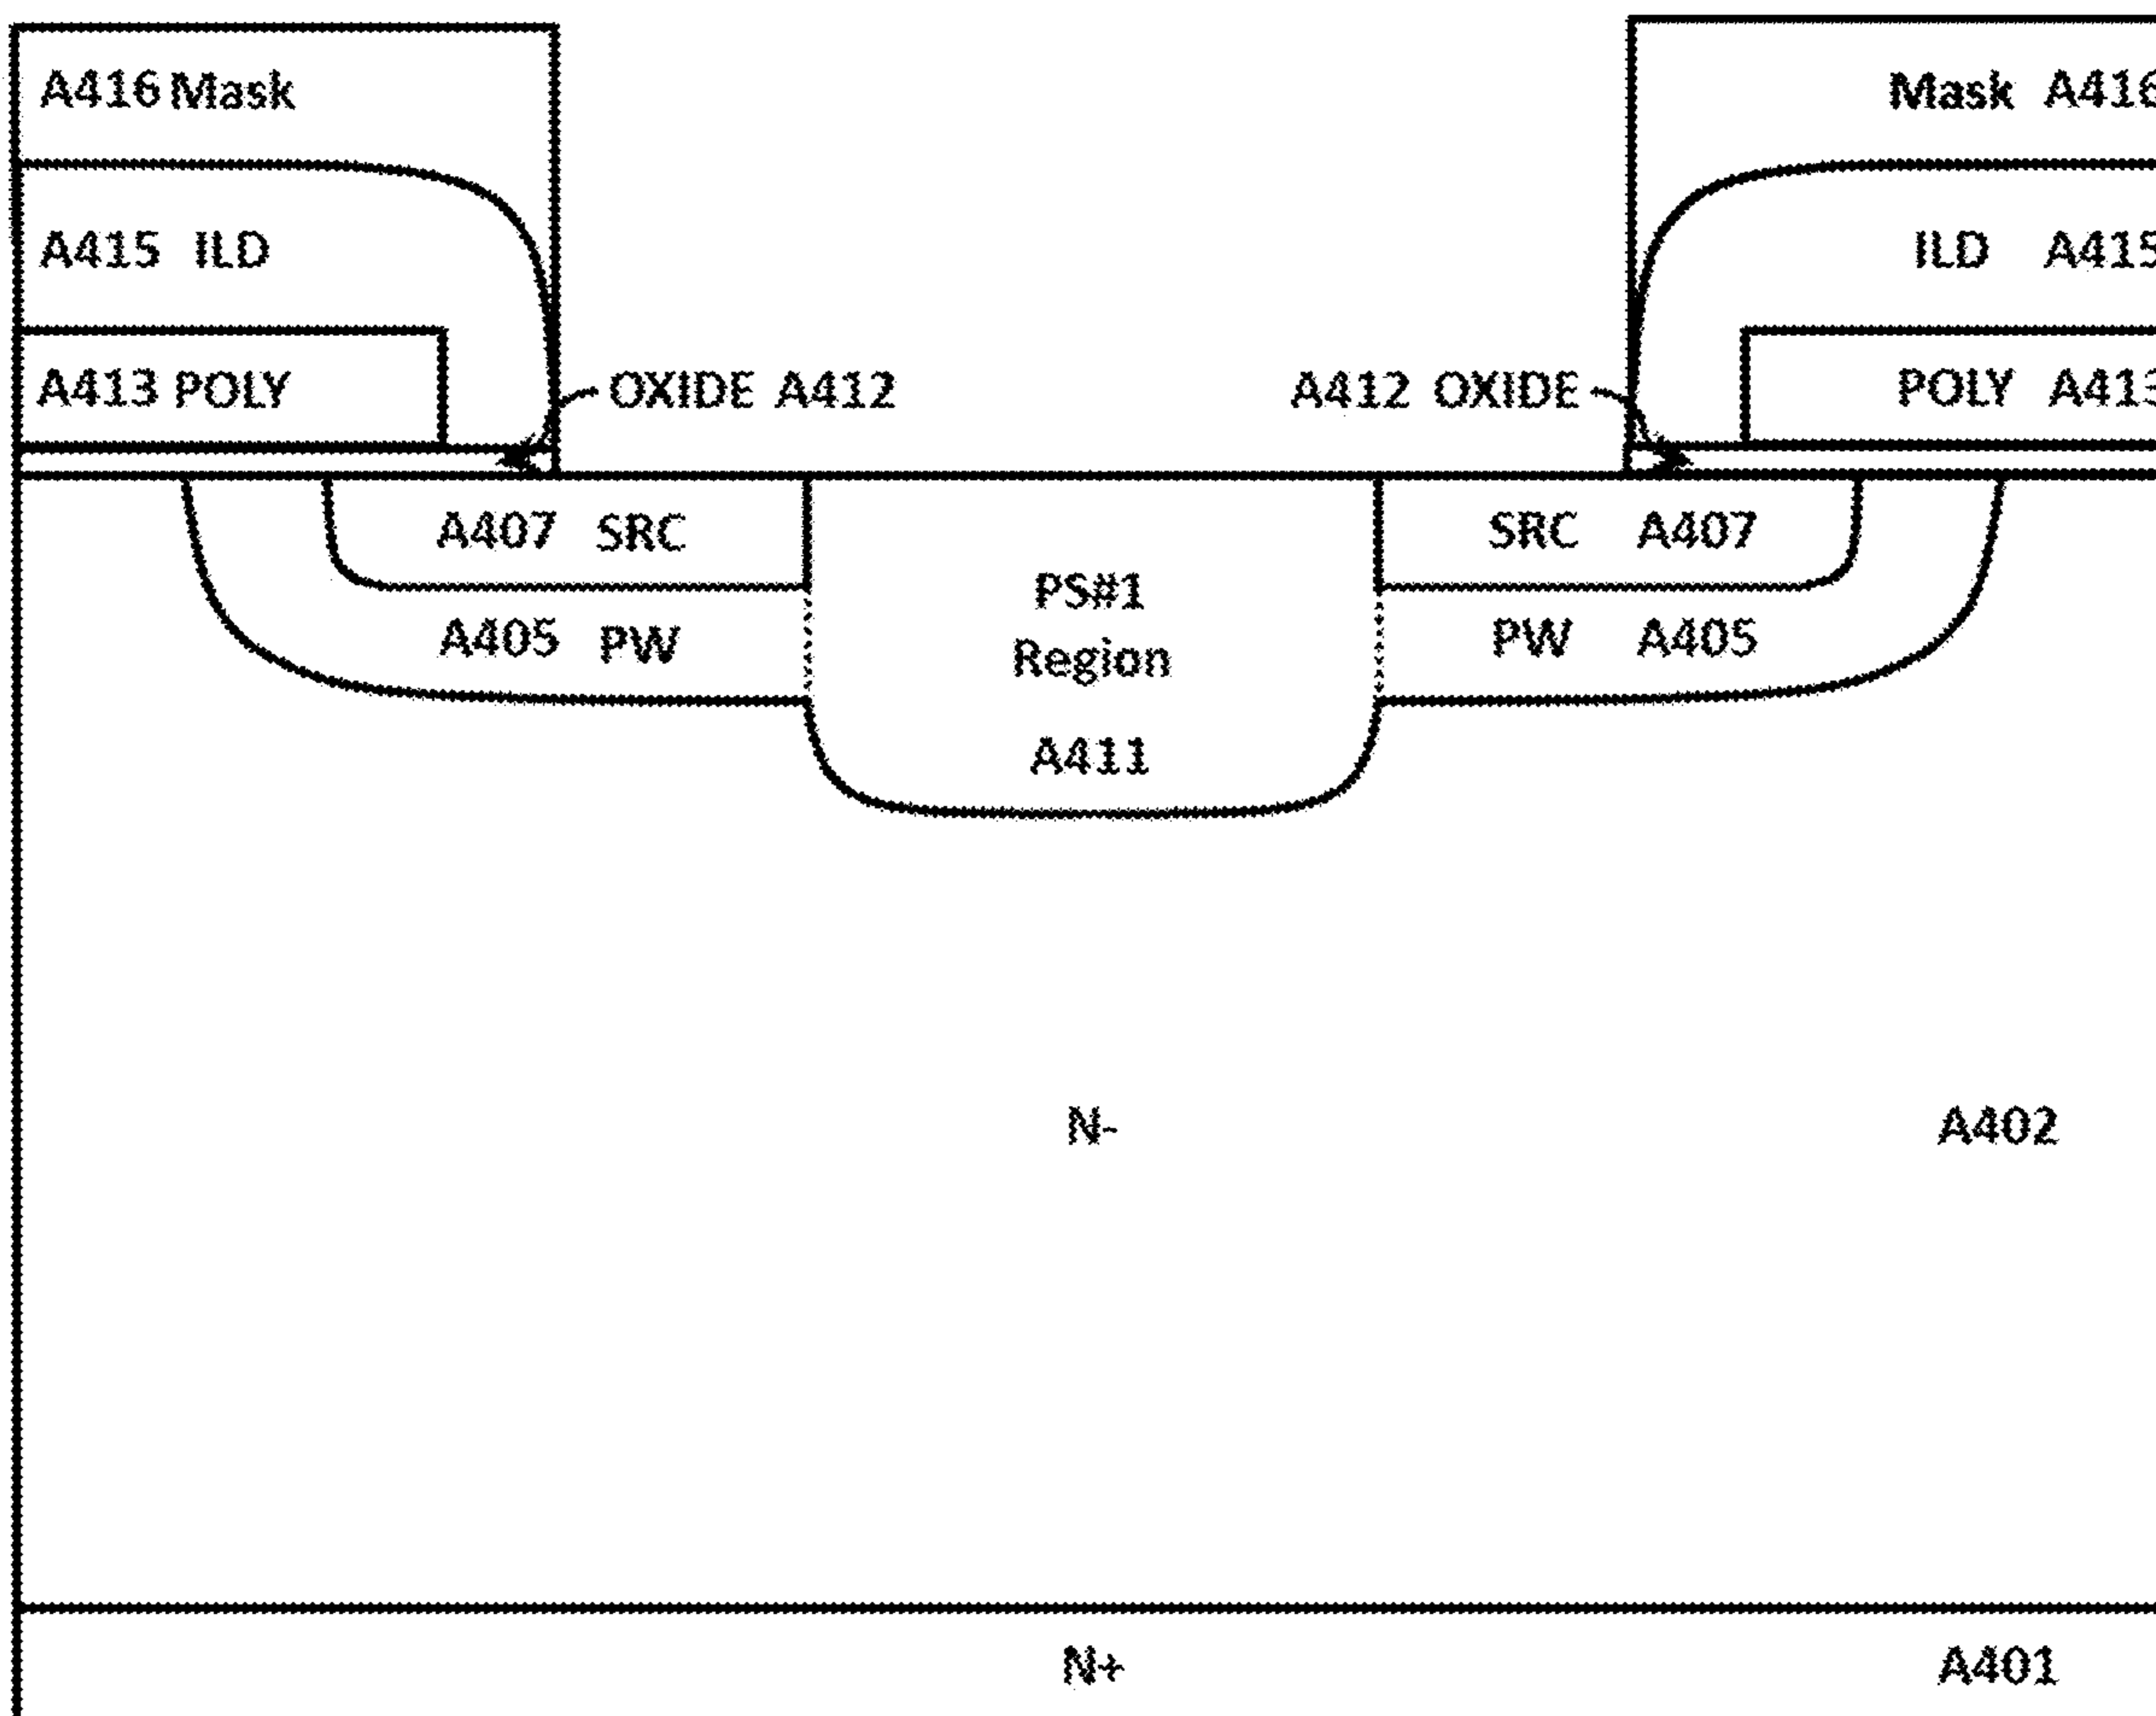 A416 Mask
Mask A416
A415 ILD
ILD A415
A413 POLY
OXIDE A412
A412 OXIDE
POLY A413
A407 SRC
SRC A407
PS#1
Region
A411
A405 PW
PW A405
N-
A402
N+
A401